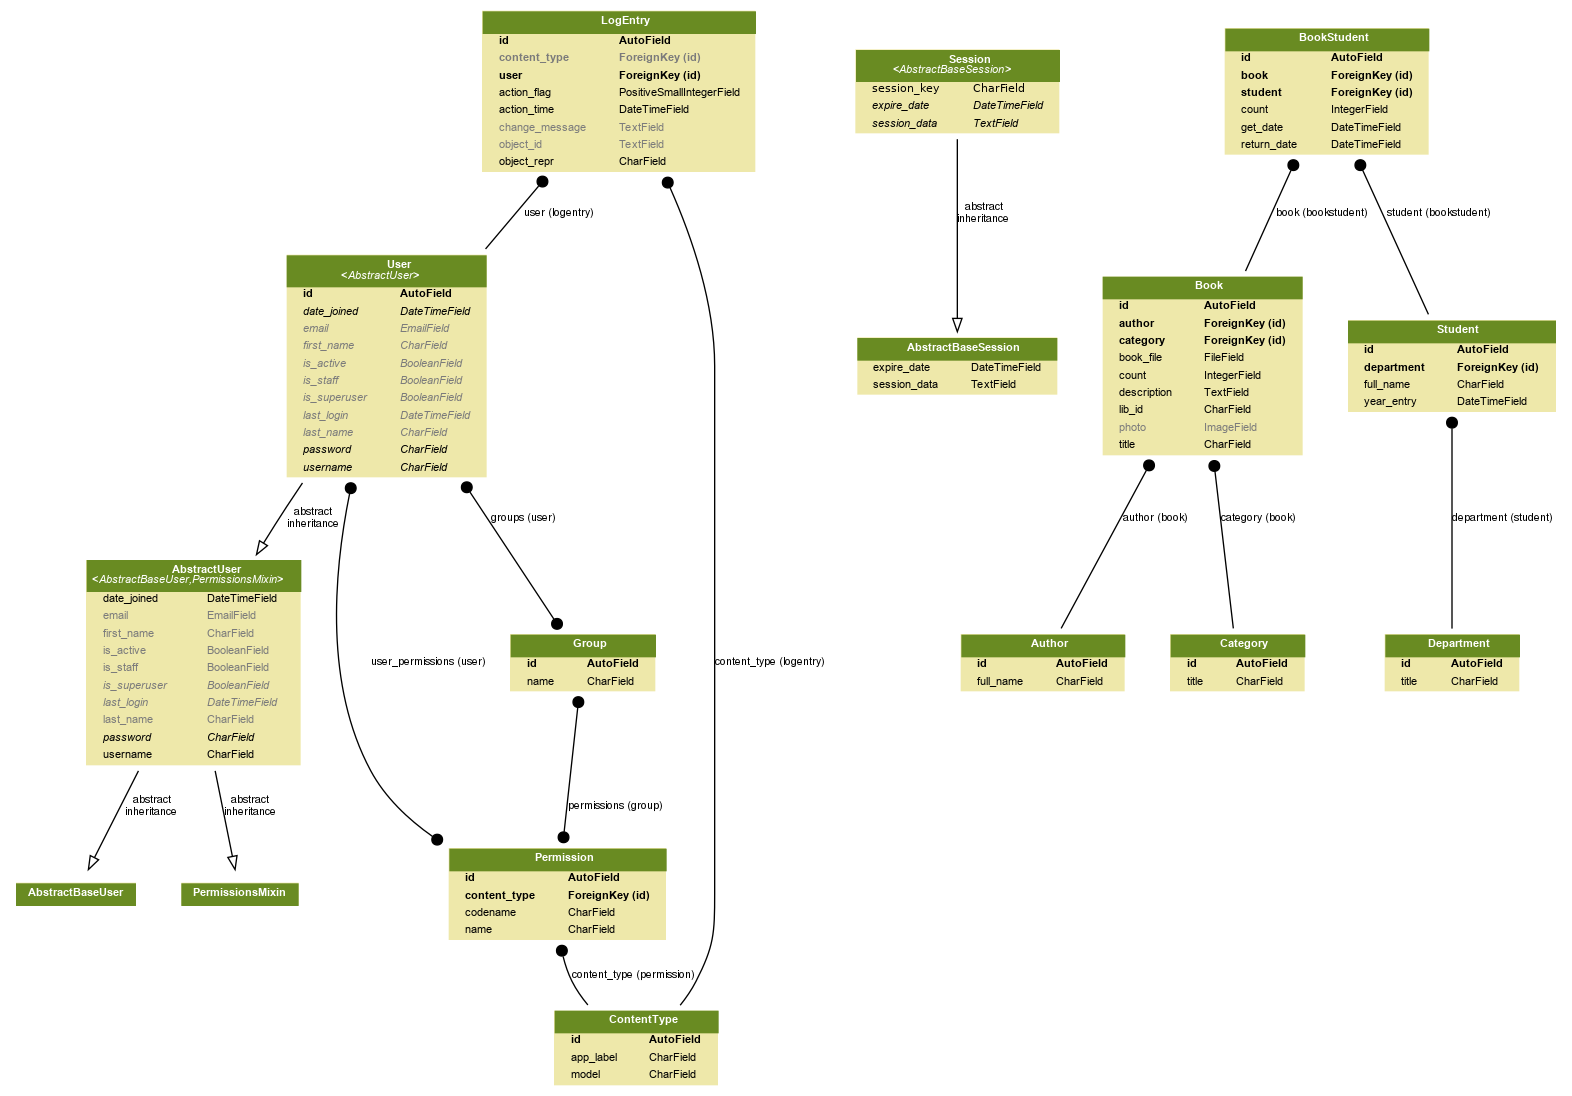 LogEntry
id AutoField
content_type ForeignKey (id)
user ForeignKey (id)
action_flag PositiveSmallIntegerField
action_time DateTimeField
change_message TextField
object_id TextField
object_repr CharField
user (logentry)
User
<AbstractUser>
id AutoField
date_joined DateTimeField
email EmailField
first_name CharField
is_active BooleanField
is_staff BooleanField
is_superuser BooleanField
last_login DateTimeField
last_name CharField
password CharField
username CharField
abstract
inheritance
groups (user)
AbstractUser
<AbstractBaseUser,PermissionsMixin>
date_joined DateTimeField
email EmailField
first_name CharField
is_active BooleanField
is_staff BooleanField
is_superuser BooleanField
last_login DateTimeField
last_name CharField
password CharField
username CharField
user_permissions (user)
Group
id AutoField
name CharField
content_type (logentry)
abstract
inheritance
abstract
inheritance
permissions (group)
AbstractBaseUser
PermissionsMixin
Permission
id AutoField
content_type ForeignKey (id)
codename CharField
name CharField
content_type (permission)
ContentType
id AutoField
app_label CharField
model CharField
Session
<AbstractBaseSession>
session_key CharField
expire_date DateTimeField
session_data TextField
abstract
inheritance
AbstractBaseSession
expire_date DateTimeField
session_data TextField
BookStudent
id AutoField
book ForeignKey (id)
student ForeignKey (id)
count IntegerField
get_date DateTimeField
return_date DateTimeField
book (bookstudent)
student (bookstudent)
Book
id AutoField
author ForeignKey (id)
category ForeignKey (id)
book_file FileField
count IntegerField
description TextField
lib_id CharField
photo ImageField
title CharField
Student
id AutoField
department ForeignKey (id)
full_name CharField
year_entry DateTimeField
author (book)
category (book)
department (student)
Author
id AutoField
full_name CharField
Category
id AutoField
title CharField
Department
id AutoField
title CharField